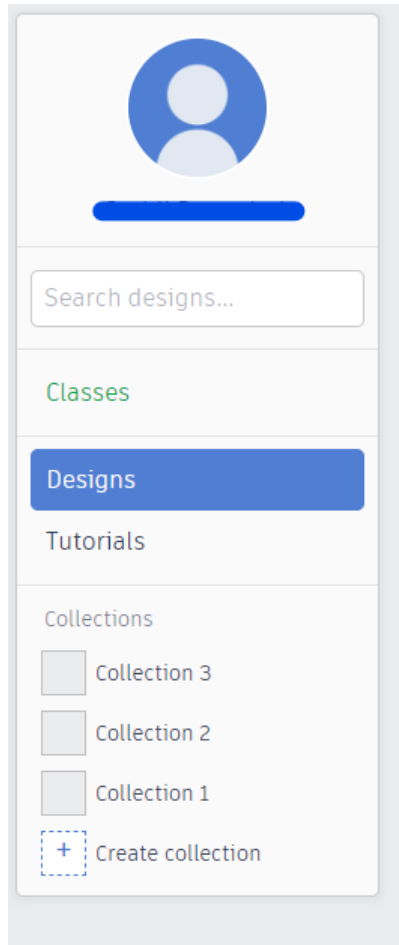 Search designs...
Classes
Designs
Tutorials
Collections
Collection 3
Collection 2
Collection 1
+ Create collection